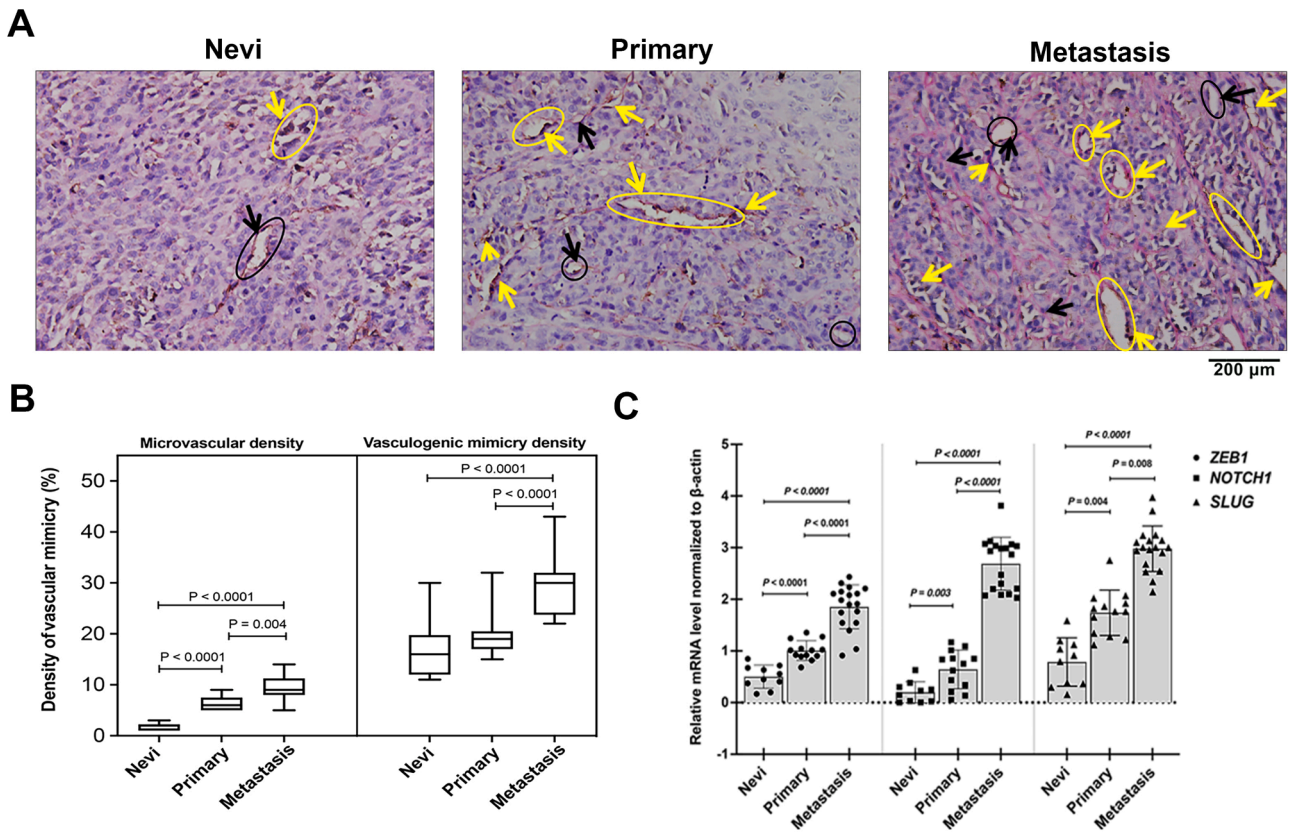 A
Nevi
Primary
Metastasis
200 μm
B
Microvascular density
Vasculogenic mimicry density
Density of vascular mimicry (%)
50
40
30
20
10
0
P < 0.0001
P = 0.004
P < 0.0001
P < 0.0001
P < 0.0001
Nevi
Primary
Metastasis
Nevi
Primary
Metastasis
C
Relative mRNA level normalized to β-actin
5
4
3
2
1
0
-1
P < 0.0001
P < 0.0001
P < 0.0001
P < 0.0001
P < 0.0001
P = 0.003
P < 0.0001
P = 0.008
P = 0.004
ZEB1
NOTCH1
SLUG
Nevi
Primary
Metastasis
Nevi
Primary
Metastasis
Nevi
Primary
Metastasis